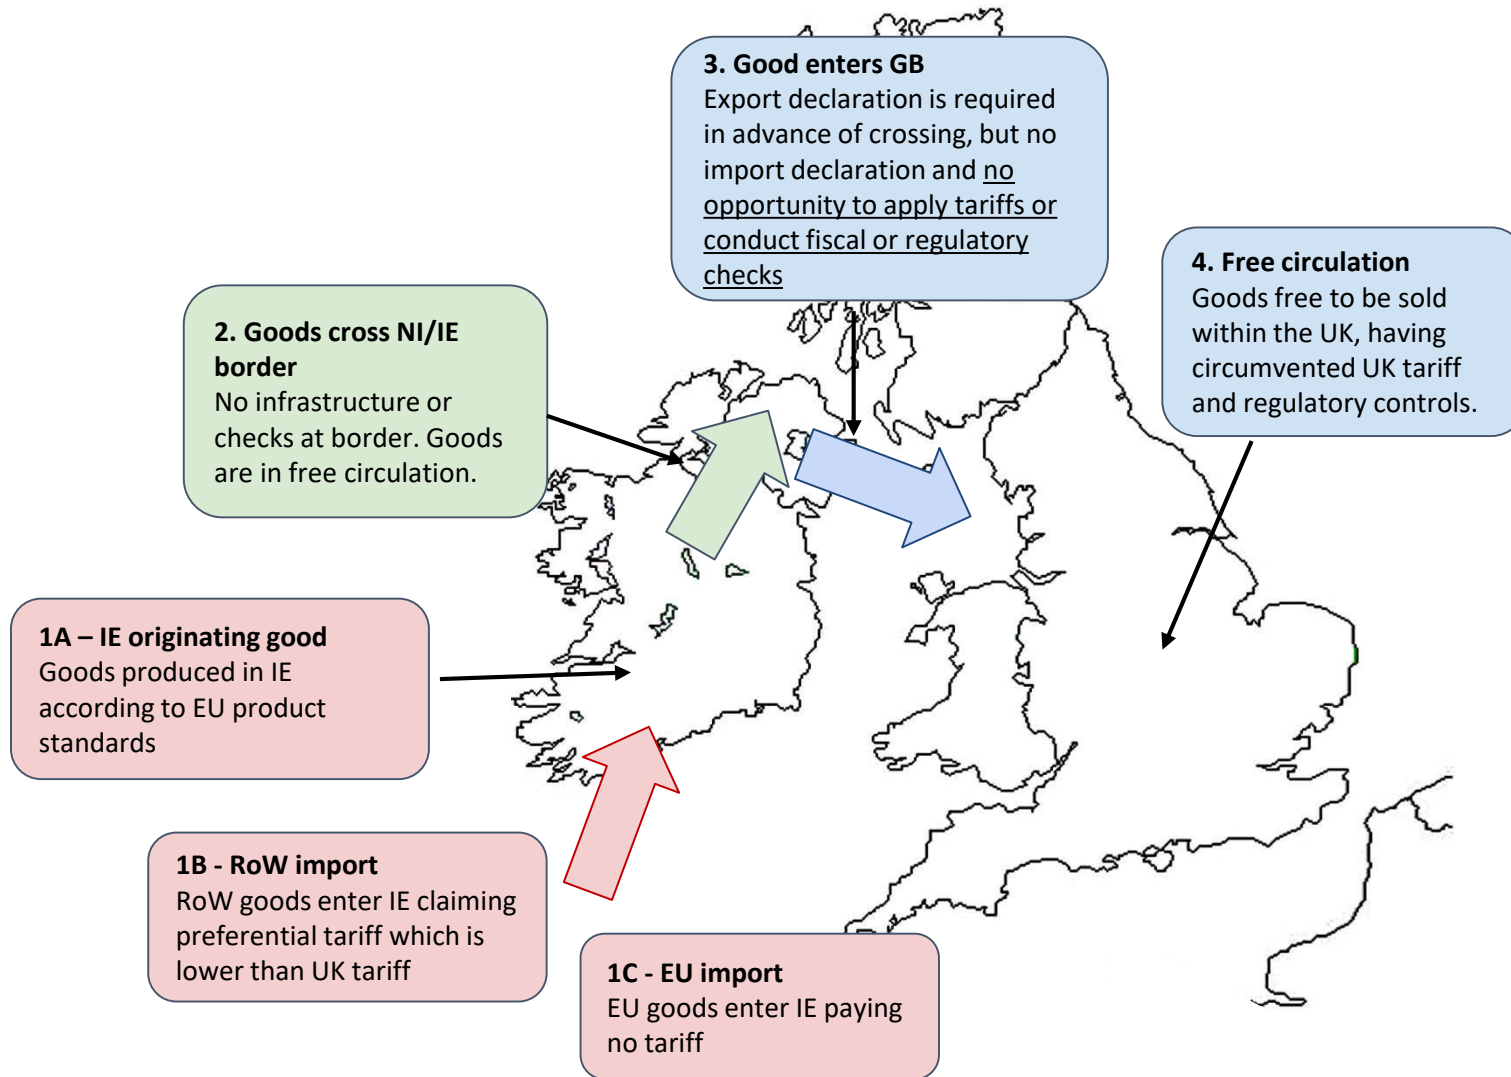 3. Good enters GB
Export declaration is required
in advance of crossing, but no
import declaration and no
opportunity to apply tariffs or
conduct fiscal or regulatory
checks
4. Free circulation
Goods free to be sold
within the UK, having
circumvented UK tariff
and regulatory controls.
2. Goods cross NI/IE
border
No infrastructure or
checks at border. Goods
are in free circulation.
1A – IE originating good
Goods produced in IE
according to EU product
standards
1B - RoW import
RoW goods enter IE claiming
preferential tariff which is
lower than UK tariff
1C - EU import
EU goods enter IE paying
no tariff